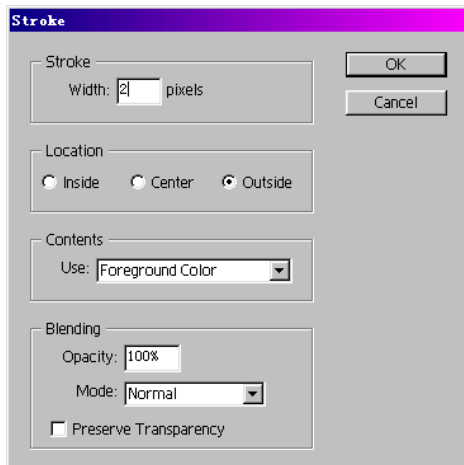 Stroke
Stroke
Width: 2 pixels
OK
Cancel
Location
Inside Center Outside
Contents
Use: Foreground Color
Blending
Opacity: 100%
Mode: Normal
Preserve Transparency